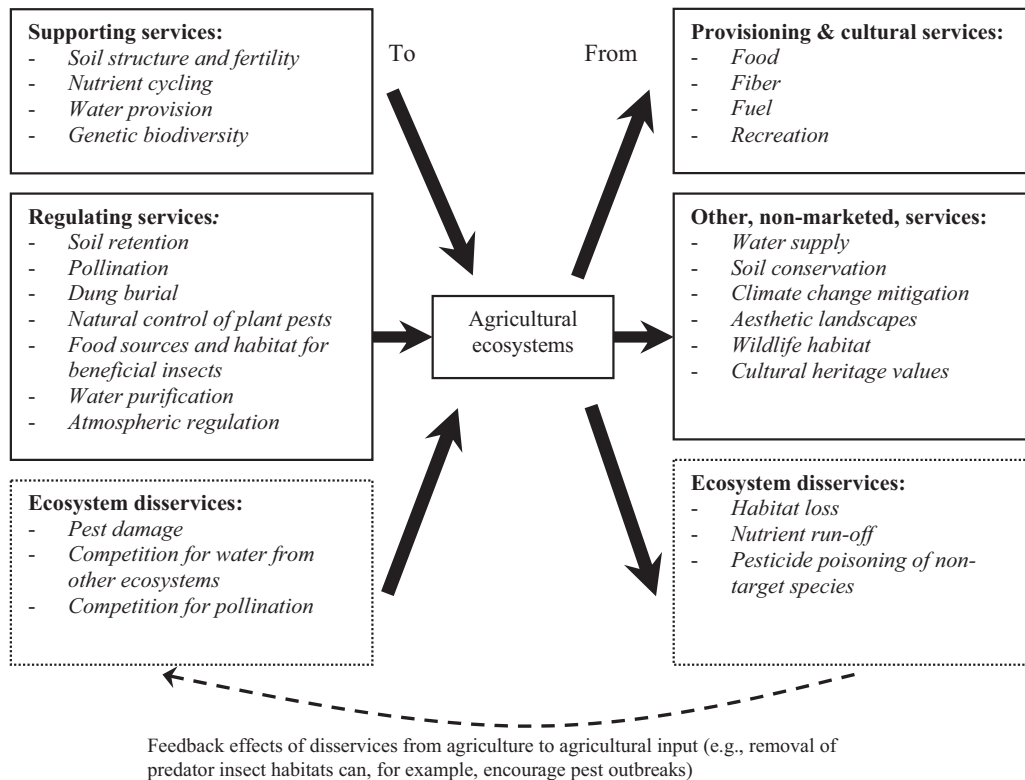 Supporting services:
- Soil structure and fertility
- Nutrient cycling
- Water provision
- Genetic biodiversity
To
From
Provisioning & cultural services:
- Food
- Fiber
- Fuel
- Recreation
Regulating services:
- Soil retention
- Pollination
- Dung burial
- Natural control of plant pests
- Food sources and habitat for
beneficial insects
- Water purification
- Atmospheric regulation
Agricultural
ecosystems
Other, non-marketed, services:
- Water supply
- Soil conservation
- Climate change mitigation
- Aesthetic landscapes
- Wildlife habitat
- Cultural heritage values
Ecosystem disservices:
- Pest damage
- Competition for water from
other ecosystems
- Competition for pollination
Ecosystem disservices:
- Habitat loss
- Nutrient run-off
- Pesticide poisoning of non-
target species
Feedback effects of disservices from agriculture to agricultural input (e.g., removal of
predator insect habitats can, for example, encourage pest outbreaks)